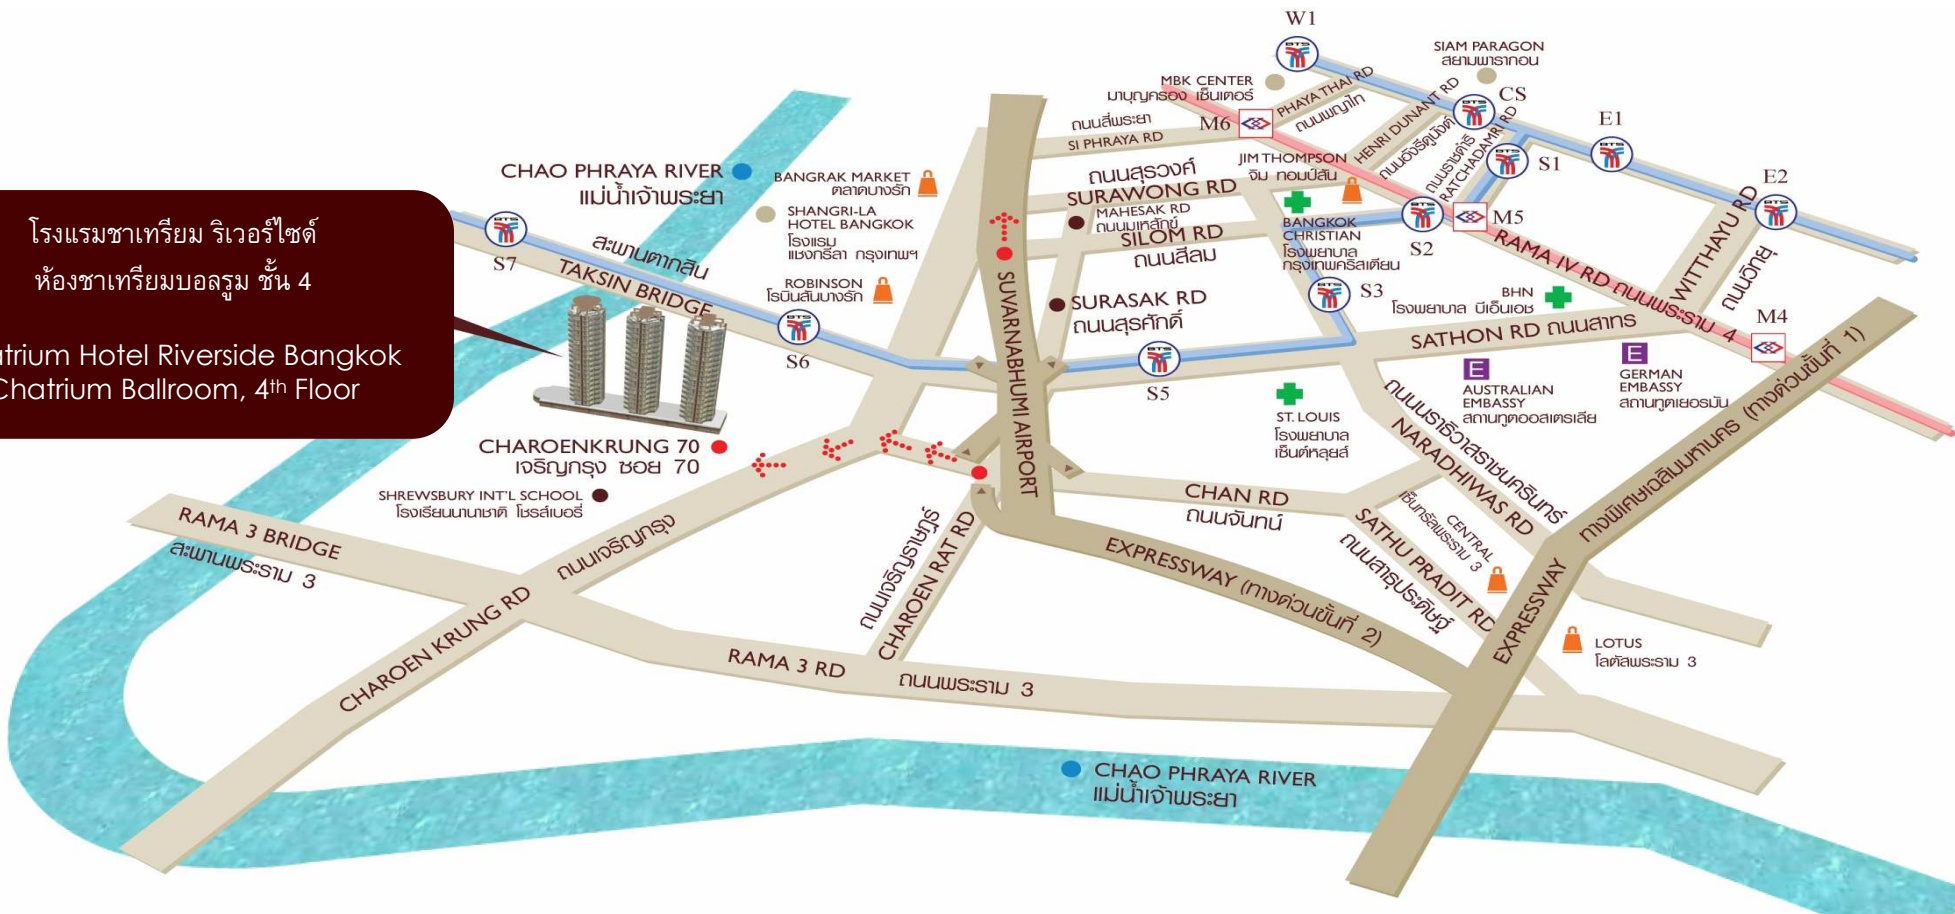 W1
SIAM PARAGON
สยามพารากอน
MBK CENTER
มาบุญครอง เซ็นเตอร์
PHAYA THAI RD
ถนนพญาไท
HENRI DUNANT RD
ถนนอังรีดูนังต์
CS
BTS
RATCHADAMRI RD
ถนนราชดำริ
E1
S1
E2
ถนนสี่พระยา
SI PHRAYA RD
M6
JIM THOMPSON
จิม ทอมป์สัน
ถนนสุรวงศ์
SURAWONG RD
MAHESAK RD
ถนนมเหสักข์
SILOM RD
ถนนสีลม
BANGKOK
CHRISTIAN
โรงพยาบาล
กรุงเทพคริสเตียน
S2
M5
RAMA IV RD ถนนพระราม 4
WITTHAYU RD
ถนนวิทยุ
M4
CHAO PHRAYA RIVER
แม่น้ำเจ้าพระยา
BANGRAK MARKET
ตลาดบางรัก
SHANGRI-LA
HOTEL BANGKOK
โรงแรม
แชงกรีลา กรุงเทพฯ
ROBINSON
โรบินสันบางรัก
S7
สะพานตากสิน
TAKSIN BRIDGE
S6
โรงแรมชาเทรียม ริเวอร์ไซด์
ห้องชาเทรียมบอลรูม ชั้น 4
atrium Hotel Riverside Bangkok
Chatrium Ballroom, 4th Floor
SUVARNABHUMI AIRPORT
SURASAK RD
ถนนสุรศักดิ์
S3
BHN
โรงพยาบาล บีเอ็นเอช
SATHON RD ถนนสาทร
S5
E
AUSTRALIAN
EMBASSY
สถานทูตออสเตรเลีย
E
GERMAN
EMBASSY
สถานทูตเยอรมัน
ST. LOUIS
โรงพยาบาล
เซ็นต์หลุยส์
ถนนนราธิวาสราชนครินทร์
NARADHIWAS RD
EXPRESSWAY ทางพิเศษเฉลิมมหานคร (ทางด่วนขั้นที่ 1)
CHAROENKRUNG 70
เจริญกรุง ซอย 70
SHREWSBURY INT'L SCHOOL
โรงเรียนนานาชาติ โชรส์เบอรี่
CHAN RD
ถนนจันทน์
CENTRAL
เซ็นทรัลพระราม 3
SATHU PRADIT RD
ถนนสาธุประดิษฐ์
RAMA 3 BRIDGE
สะพานพระราม 3
CHAROEN KRUNG RD
ถนนเจริญกรุง
ถนนเจริญราษฎร์
CHAROEN RAT RD
EXPRESSWAY (ทางด่วนขั้นที่ 2)
LOTUS
โลตัสพระราม 3
RAMA 3 RD
ถนนพระราม 3
CHAO PHRAYA RIVER
แม่น้ำเจ้าพระยา